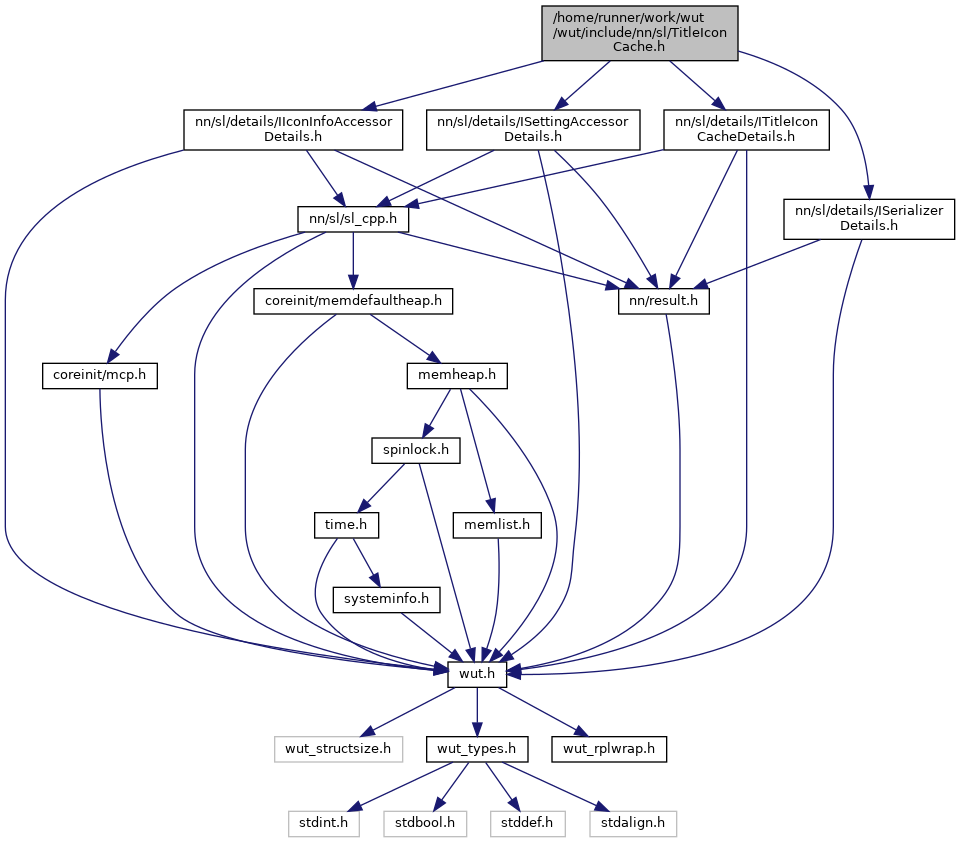 /home/runner/work/wut
/wut/include/nn/sl/TitleIcon
Cache.h
nn/sl/details/IIconInfoAccessor
Details.h
nn/sl/details/ISettingAccessor
Details.h
nn/sl/details/ITitleIcon
CacheDetails.h
nn/sl/details/ISerializer
Details.h
nn/sl/sl_cpp.h
coreinit/memdefaultheap.h
nn/result.h
coreinit/mcp.h
memheap.h
spinlock.h
time.h
memlist.h
systeminfo.h
wut.h
wut_structsize.h
wut_types.h
wut_rplwrap.h
stdint.h
stdbool.h
stddef.h
stdalign.h